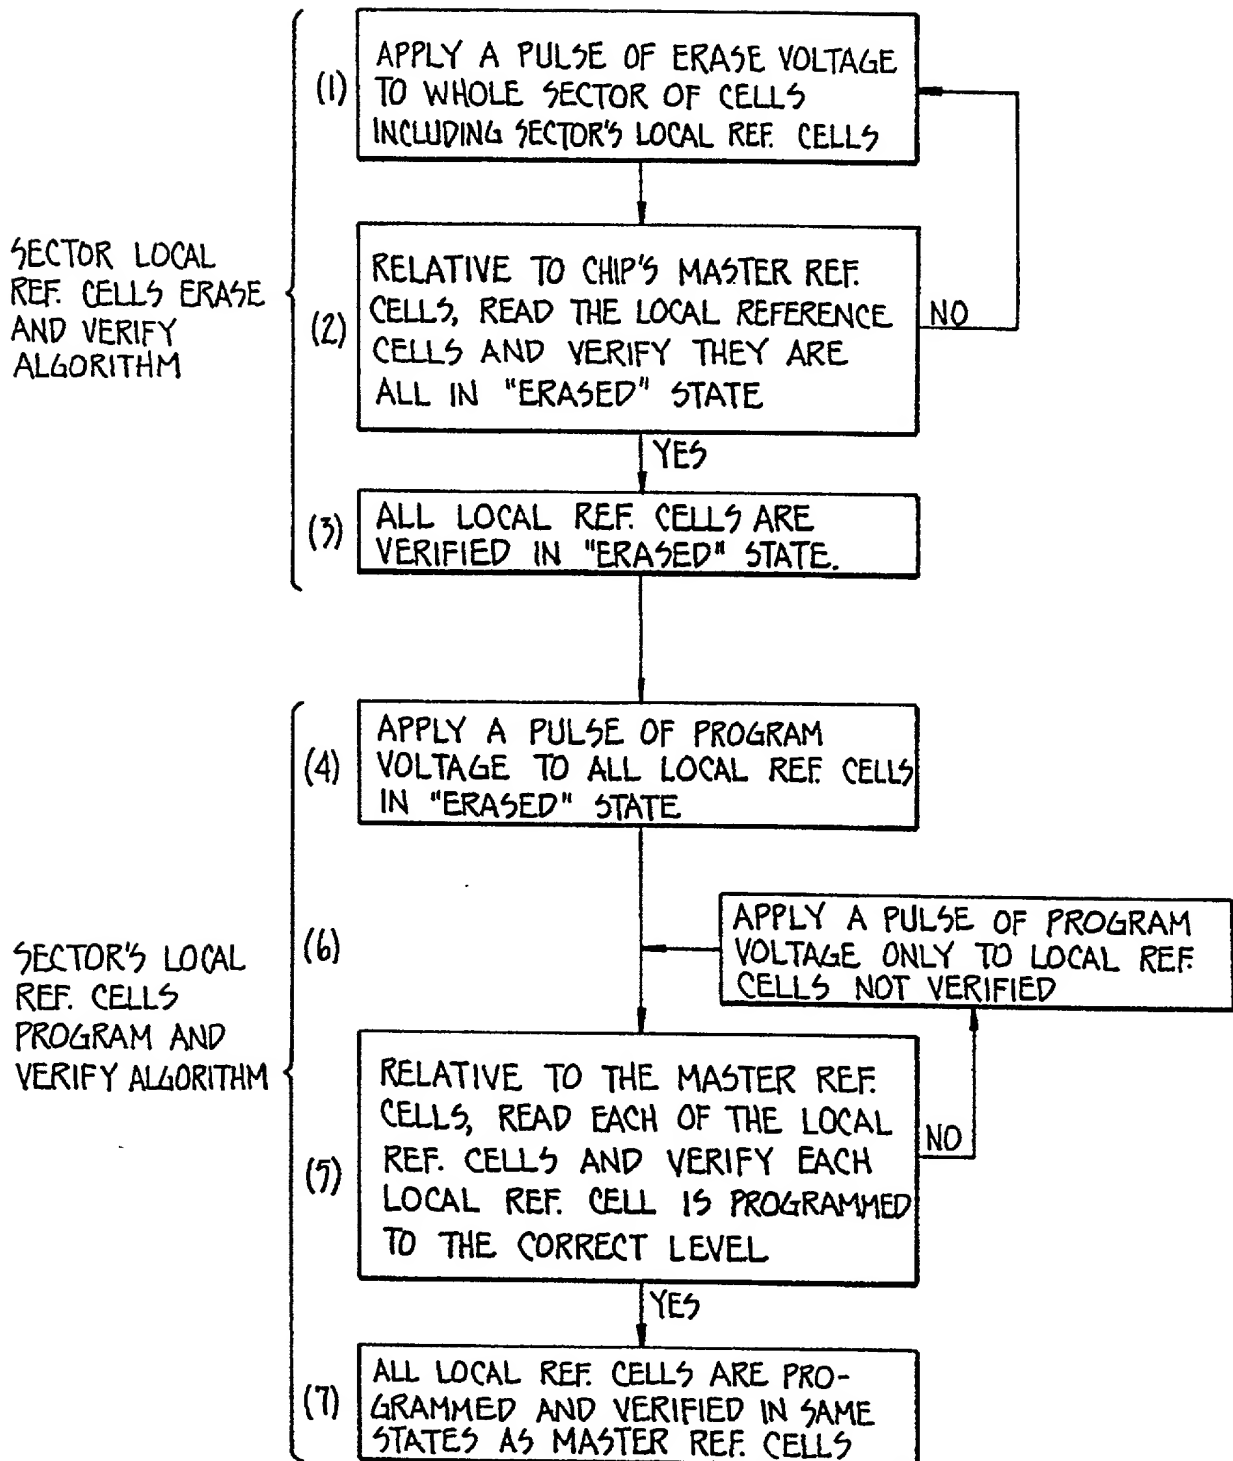 (1)
APPLY A PULSE OF ERASE VOLTAGE
TO WHOLE SECTOR OF CELLS
INCLUDING SECTOR'S LOCAL REF. CELLS
SECTOR LOCAL
REF. CELLS ERASE
AND VERIFY
ALGORITHM
(2)
RELATIVE TO CHIP'S MASTER REF.
CELLS, READ THE LOCAL REFERENCE
CELLS AND VERIFY THEY ARE
ALL IN "ERASED" STATE
NO
YES
(3)
ALL LOCAL REF. CELLS ARE
VERIFIED IN "ERASED" STATE.
(4)
APPLY A PULSE OF PROGRAM
VOLTAGE TO ALL LOCAL REF. CELLS
IN "ERASED" STATE
(6)
APPLY A PULSE OF PROGRAM
VOLTAGE ONLY TO LOCAL REF.
CELLS NOT VERIFIED
SECTOR'S LOCAL
REF. CELLS
PROGRAM AND
VERIFY ALGORITHM
(5)
RELATIVE TO THE MASTER REF.
CELLS, READ EACH OF THE LOCAL
REF. CELLS AND VERIFY EACH
LOCAL REF. CELL IS PROGRAMMED
TO THE CORRECT LEVEL
NO
YES
(7)
ALL LOCAL REF. CELLS ARE PRO-
GRAMMED AND VERIFIED IN SAME
STATES AS MASTER REF. CELLS